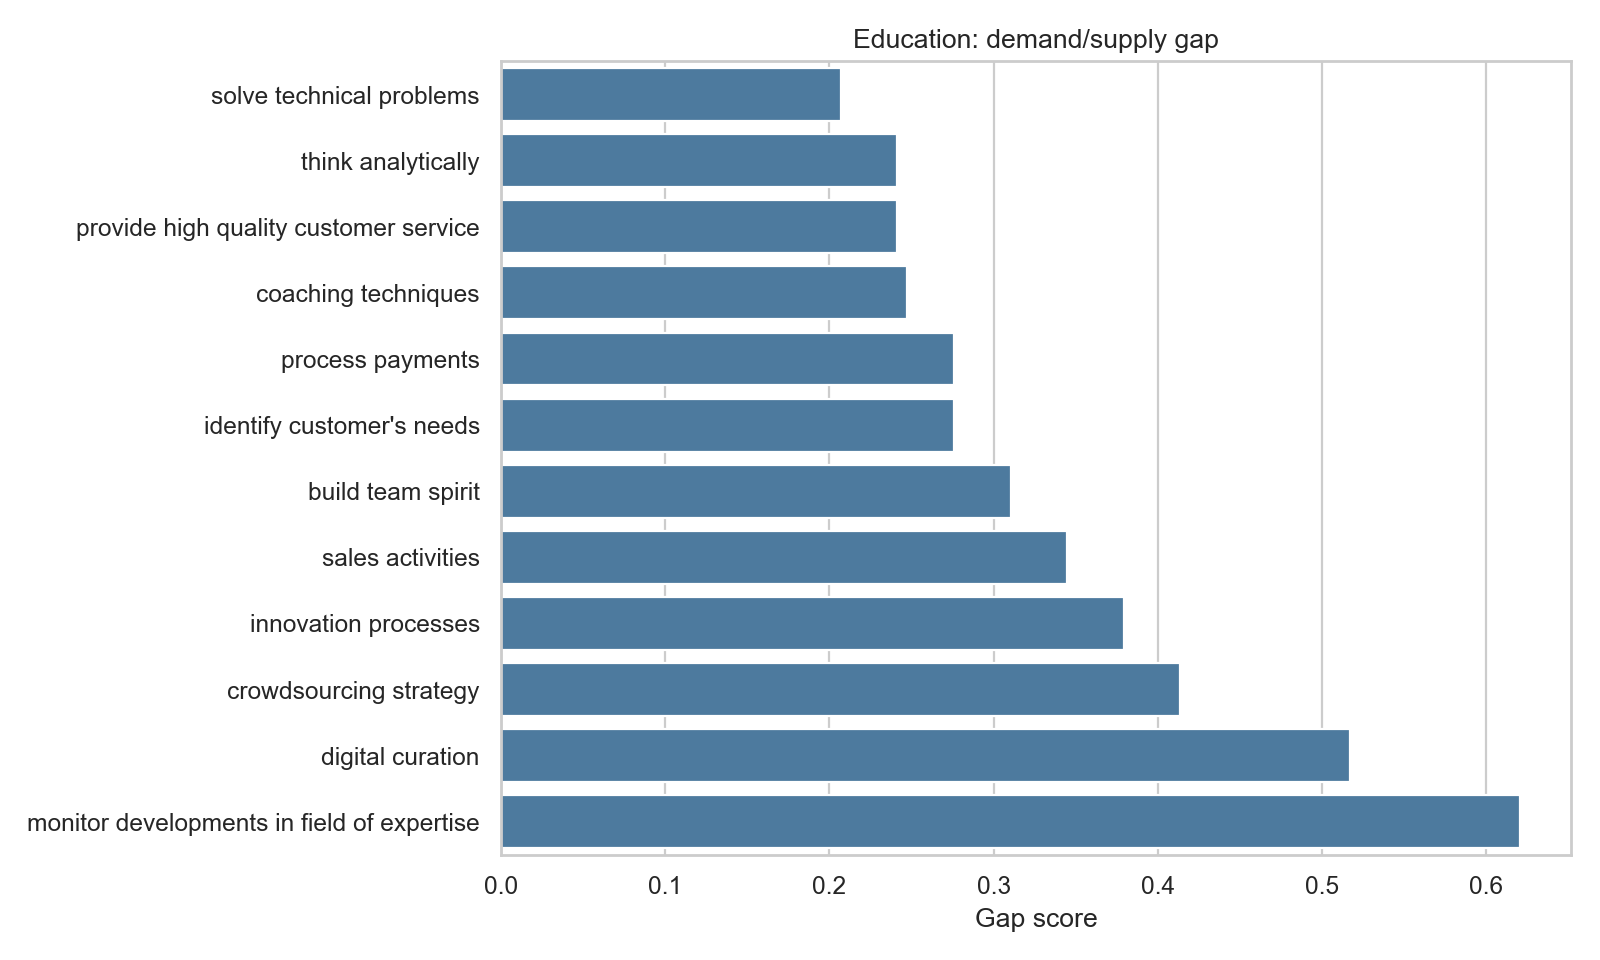 Education: demand/supply gap
solve technical problems
think analytically
provide high quality customer service
coaching techniques
process payments
identify customer's needs
build team spirit
sales activities
innovation processes
crowdsourcing strategy
digital curation
monitor developments in field of expertise
0.0 0.1 0.2 0.3 0.4 0.5 0.6
Gap score